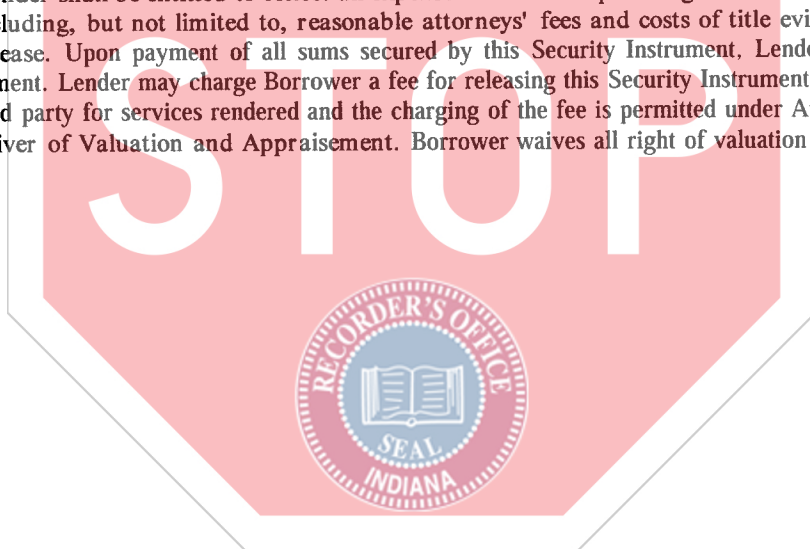 luding, but not limited to, reasonable attorneys' fees and costs of title evi
ease. Upon payment of all sums secured by this Security Instrument, Lende
nent. Lender may charge Borrower a fee for releasing this Security Instrument
d party for services rendered and the charging of the fee is permitted under A
iver of Valuation and Appraisement. Borrower waives all right of valuation
STOP
RECORDER'S OFFICE
SEAL
INDIANA